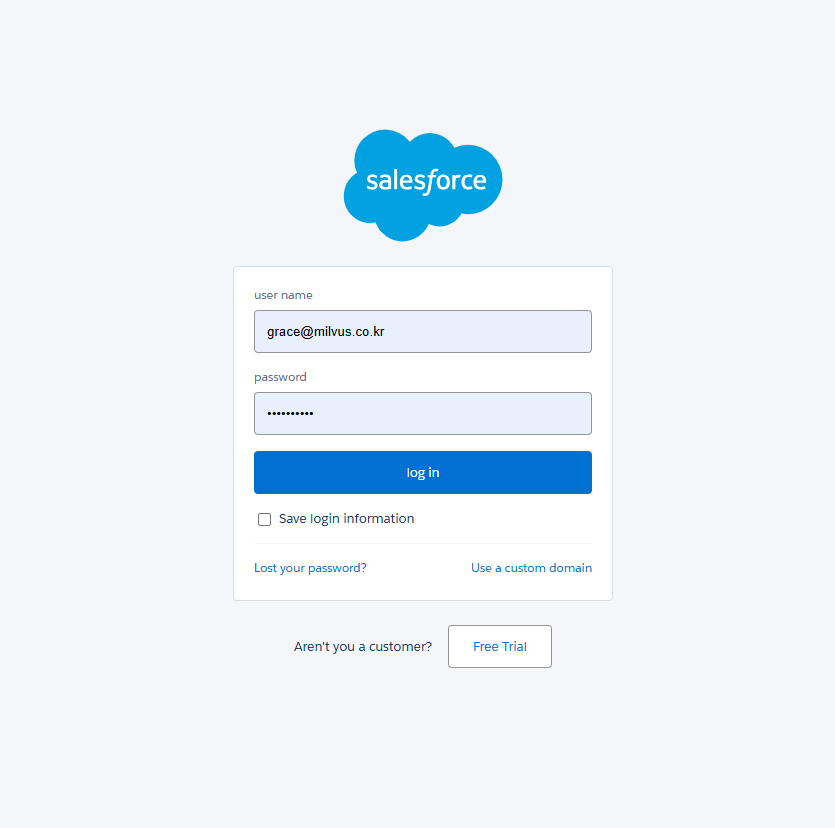 salesforce
user name
grace@milvus.co.kr
password
••••••••••
log in
Save login information
Lost your password?
Use a custom domain
Aren't you a customer?
Free Trial